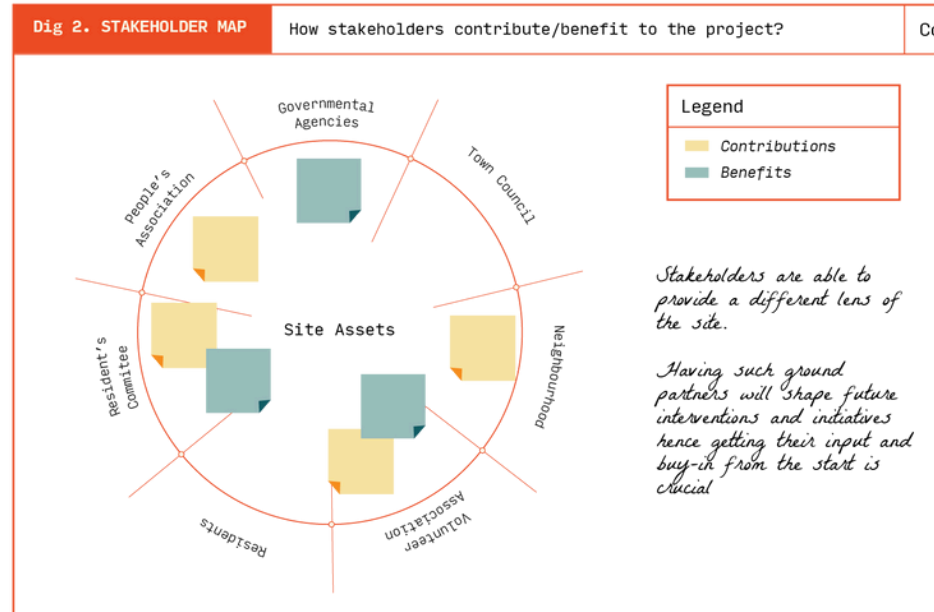 Dig 2. STAKEHOLDER MAP
How stakeholders contribute/benefit to the project?
Governmental
Agencies
Town Council
People's
Association
Site Assets
Neighbourhood
Resident's
Commitee
Residents
Volunteer
Association
Legend
Contributions
Benefits
Stakeholders are able to
provide a different lens of
the site.
Having such ground
partners will shape future
interventions and initiatives
hence getting their input and
buy-in from the start is
crucial